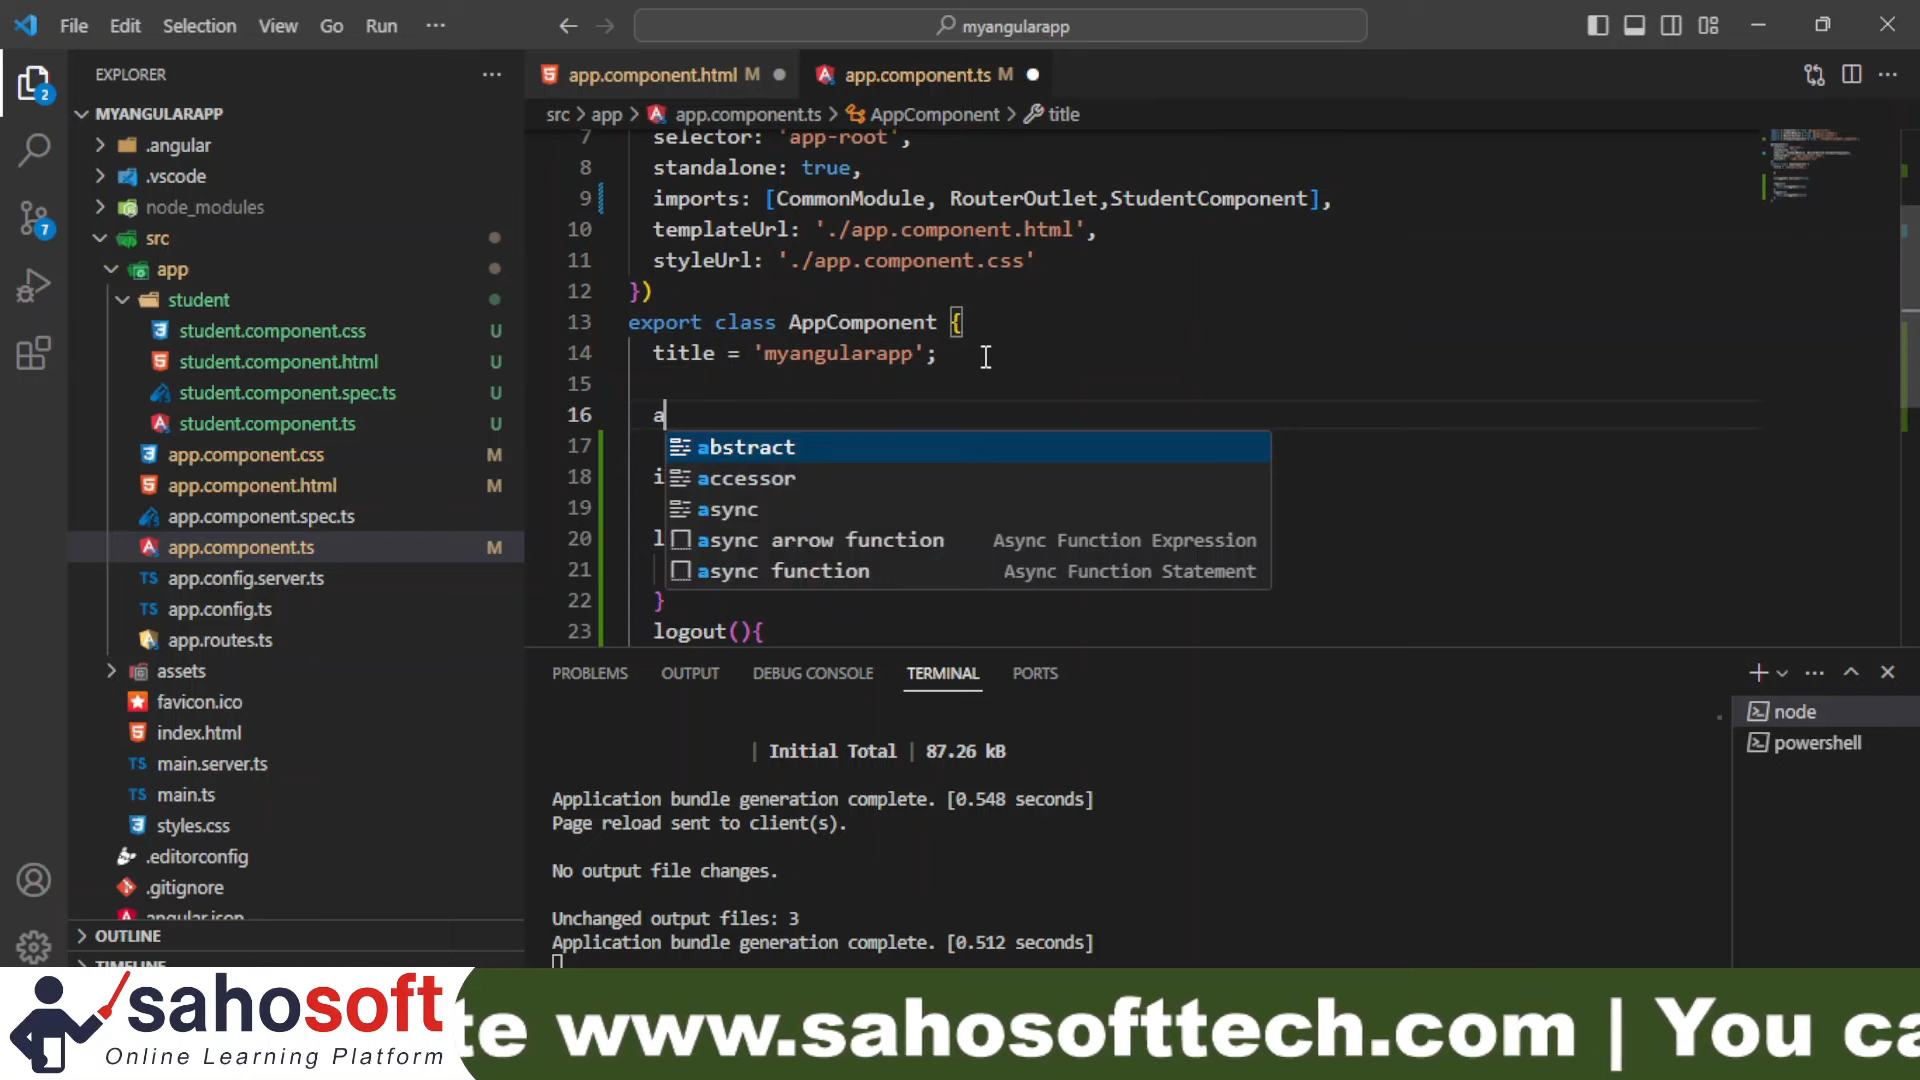 File Edit Selection View Go Run ···
myangularapp
EXPLORER
MYANGULARAPP
.angular
.vscode
node_modules
src
app
student
student.component.css U
student.component.html U
student.component.spec.ts U
student.component.ts U
app.component.css M
app.component.html M
app.component.spec.ts
app.component.ts M
TS app.config.server.ts
TS app.config.ts
app.routes.ts
assets
favicon.ico
index.html
TS main.server.ts
TS main.ts
styles.css
.editorconfig
.gitignore
angular.json
OUTLINE
TIMELINE
2
7
app.component.html M
app.component.ts M
src > app > app.component.ts > AppComponent > title
7 selector: 'app-root',
8 standalone: true,
9 imports: [CommonModule, RouterOutlet,StudentComponent],
10 templateUrl: './app.component.html',
11 styleUrl: './app.component.css'
12 })
13 export class AppComponent {
14 title = 'myangularapp';
15
16 a
17
18 i
19
20 l
21
22 }
23 logout(){
abstract
accessor
async
async arrow function Async Function Expression
async function Async Function Statement
PROBLEMS OUTPUT DEBUG CONSOLE TERMINAL PORTS
| Initial Total | 87.26 kB
Application bundle generation complete. [0.548 seconds]
Page reload sent to client(s).
No output file changes.
Unchanged output files: 3
Application bundle generation complete. [0.512 seconds]
node
powershell
sahosoft
Online Learning Platform
te www.sahosofttech.com | You ca